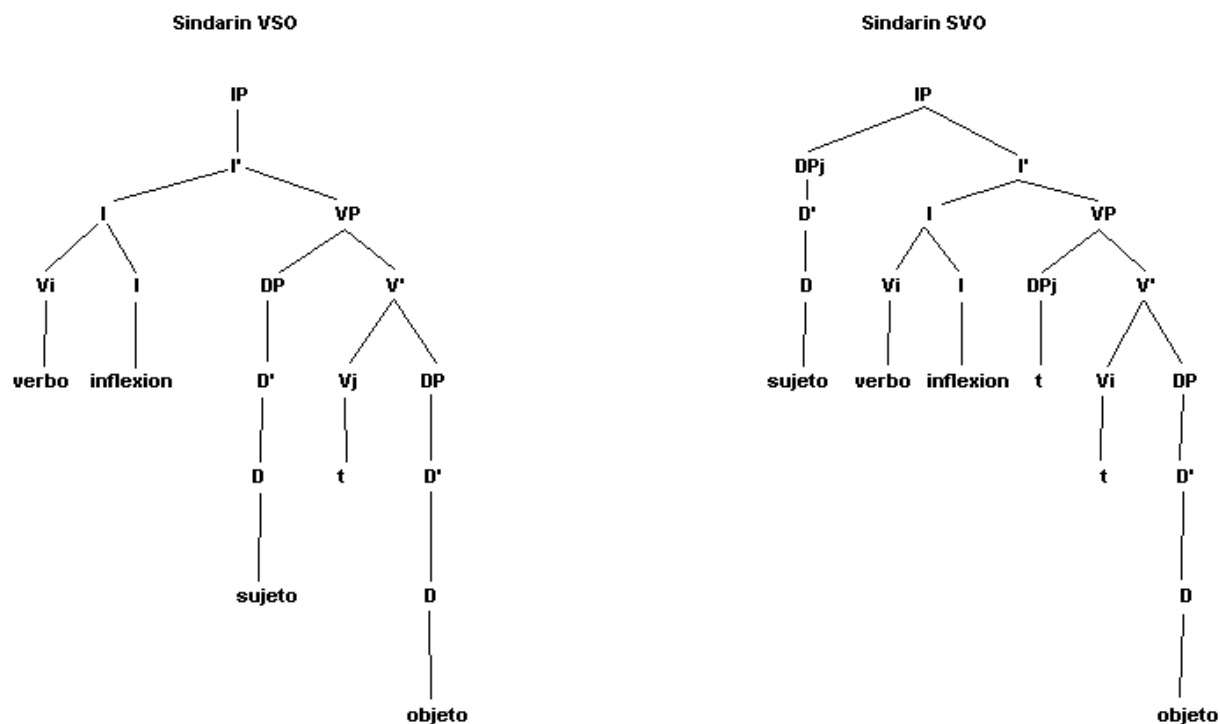 Sindarin VSO
IP
I'
I VP
Vi I DP V'
verbo inflexion D' Vj DP
D t D'
sujeto D
objeto
Sindarin SVO
IP
DPj I'
D' I VP
D Vi I DPj V'
sujeto verbo inflexion t Vi DP
t D'
D
objeto